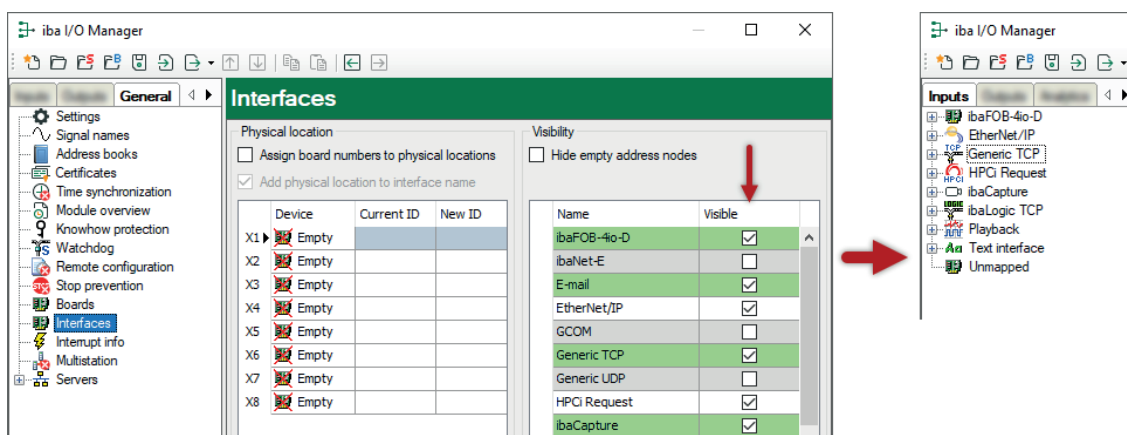 iba I/O Manager
General
Settings
Signal names
Address books
Certificates
Time synchronization
Module overview
Knowhow protection
Watchdog
Remote configuration
Stop prevention
Boards
Interfaces
Interrupt info
Multistation
Servers
Interfaces
Physical location
Assign board numbers to physical locations
Add physical location to interface name
Device Current ID New ID
X1 Empty
X2 Empty
X3 Empty
X4 Empty
X5 Empty
X6 Empty
X7 Empty
X8 Empty
Visibility
Hide empty address nodes
Name Visible
ibaFOB-4io-D
ibaNet-E
E-mail
EtherNet/IP
GCOM
Generic TCP
Generic UDP
HPCi Request
ibaCapture
iba I/O Manager
Inputs
ibaFOB-4io-D
EtherNet/IP
TCP Generic TCP
HPCI HPCi Request
ibaCapture
LOGIC ibaLogic TCP
Playback
Aa Text interface
Unmapped